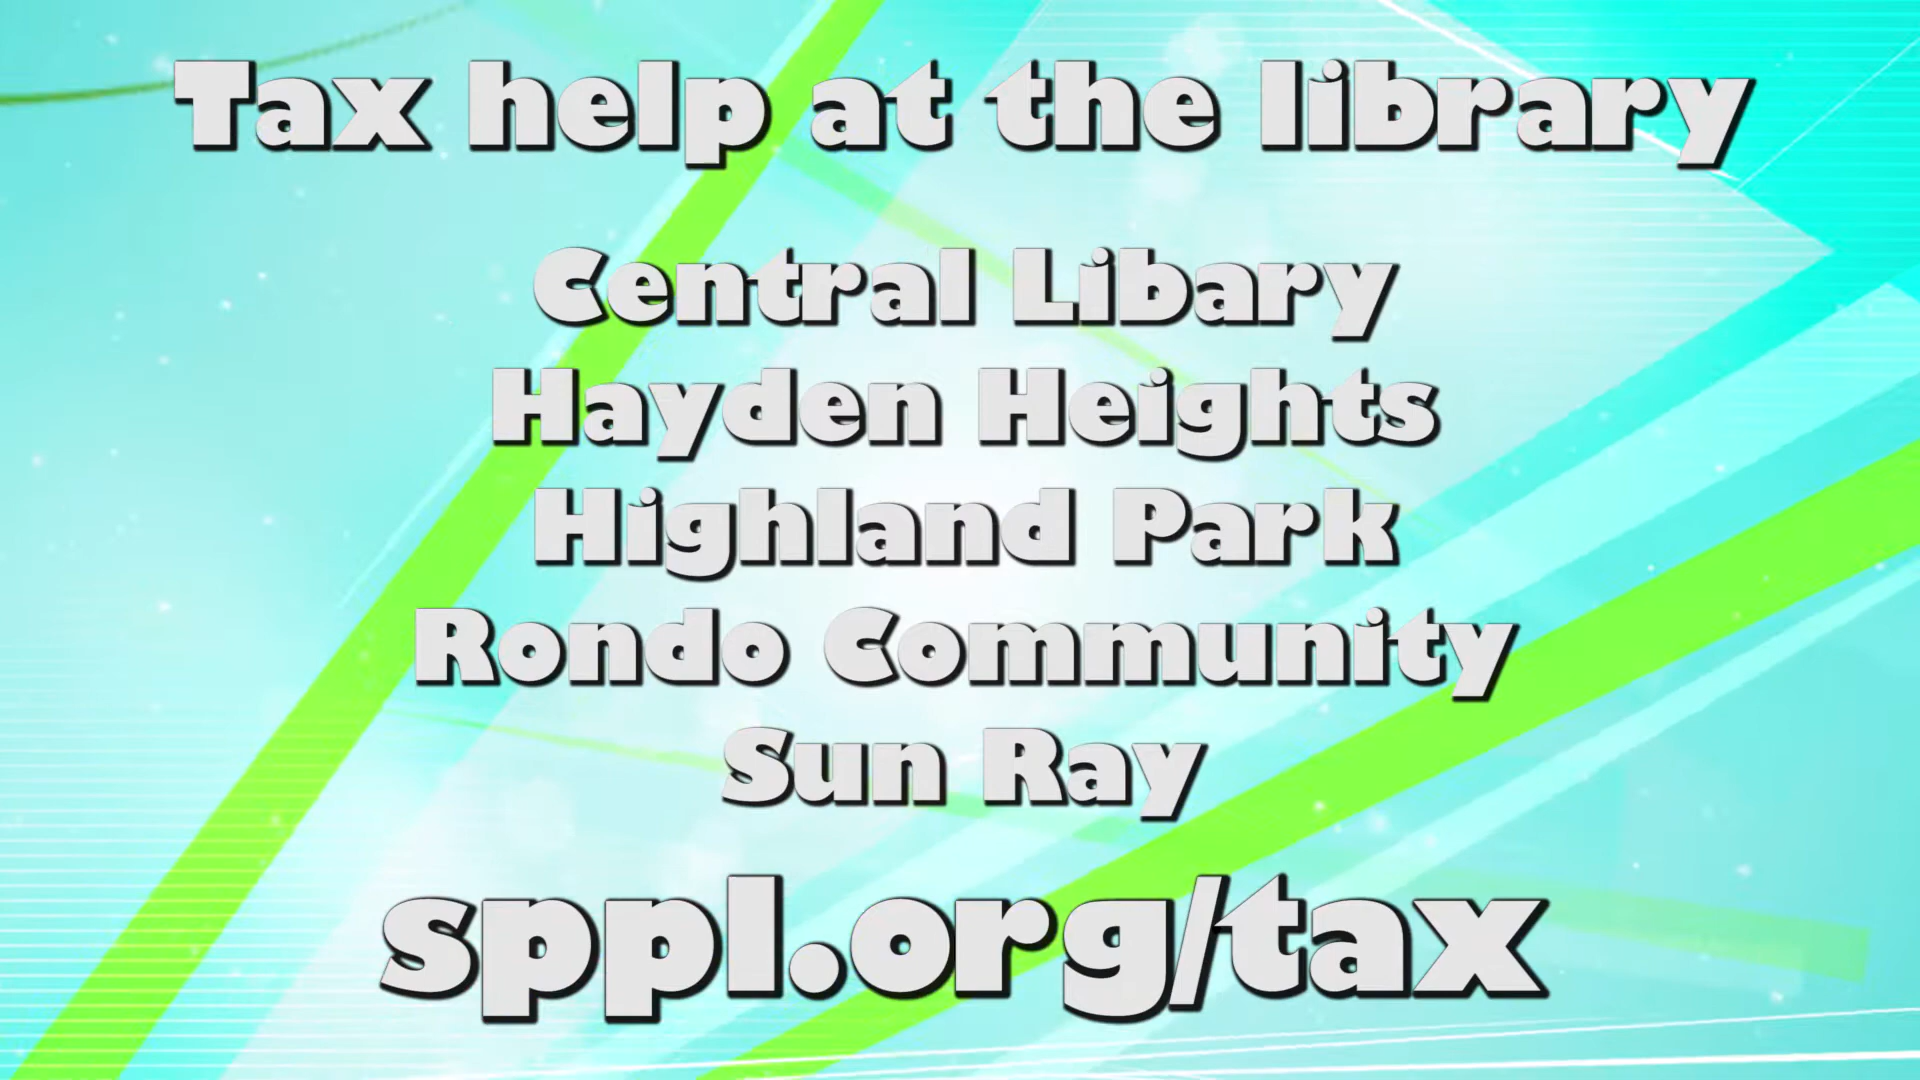 Tax help at the library
Central Libary
Hayden Heights
Highland Park
Rondo Community
Sun Ray
sppl.org/tax